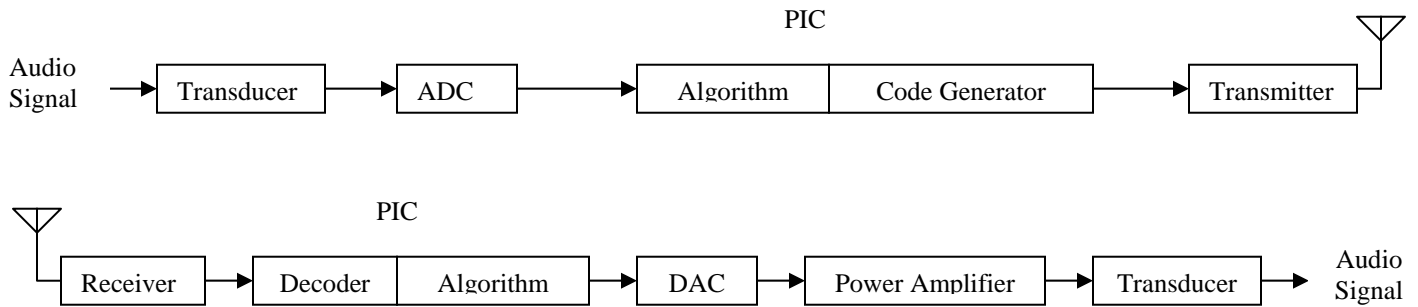 PIC
Audio
Signal
Transducer
ADC
Algorithm
Code Generator
Transmitter
PIC
Receiver
Decoder
Algorithm
DAC
Power Amplifier
Transducer
Audio
Signal